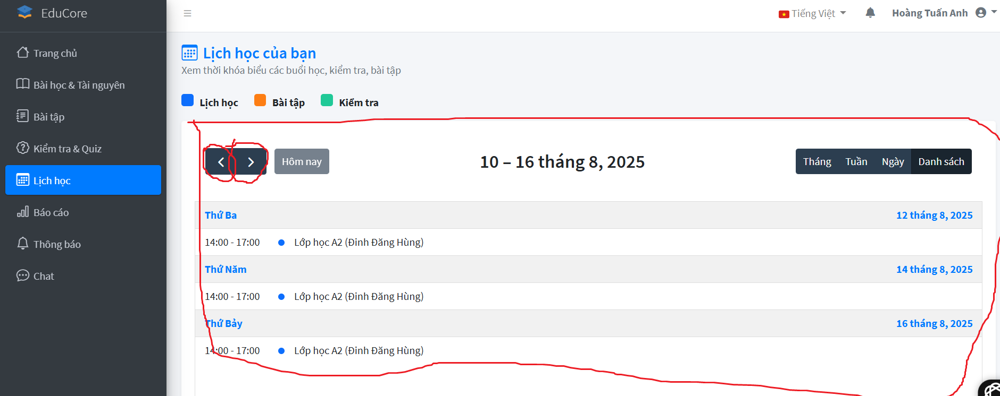 EduCore
Tiếng Việt
Hoàng Tuấn Anh
Trang chủ
Bài học & Tài nguyên
Bài tập
Kiểm tra & Quiz
Lịch học
Báo cáo
Thông báo
Chat
Lịch học của bạn
Xem thời khóa biểu các buổi học, kiểm tra, bài tập
Lịch học Bài tập Kiểm tra
Hôm nay
10 – 16 tháng 8, 2025
Tháng Tuần Ngày Danh sách
Thứ Ba 12 tháng 8, 2025
14:00 - 17:00 Lớp học A2 (Đinh Đăng Hùng)
Thứ Năm 14 tháng 8, 2025
14:00 - 17:00 Lớp học A2 (Đinh Đăng Hùng)
Thứ Bảy 16 tháng 8, 2025
14:00 - 17:00 Lớp học A2 (Đinh Đăng Hùng)